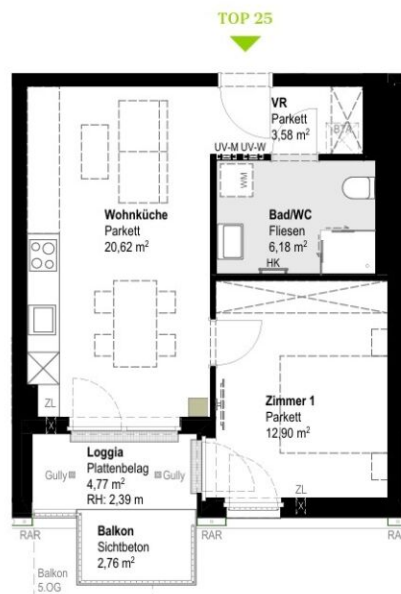 TOP 25
VR
Parkett
3,58 m²
UV-M UV-W
WM
Wohnküche
Parkett
20,62 m²
Bad/WC
Fliesen
6,18 m²
HK
Zimmer 1
Parkett
12,90 m²
ZL
ZL
Loggia
Plattenbelag
4,77 m²
RH: 2,39 m
Gully
Gully
RAR
RAR
RAR
Balkon
Sichtbeton
2,76 m²
Balkon
5.OG